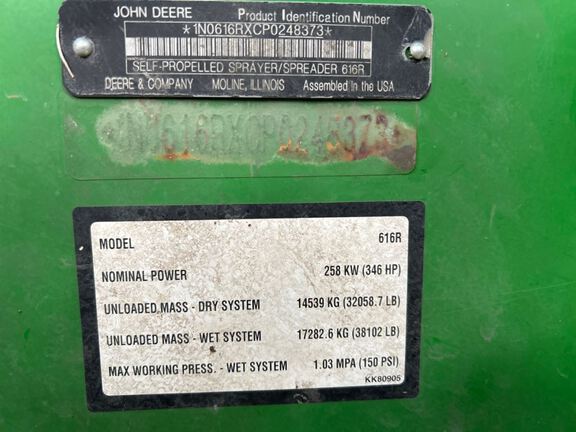 JOHN DEERE Product Identification Number
*1N0616RXCP0248373*
SELF-PROPELLED SPRAYER/SPREADER 616R
DEERE & COMPANY MOLINE, ILLINOIS Assembled in the USA
1N0616RXCP0248373
MODEL 616R
NOMINAL POWER 258 KW (346 HP)
UNLOADED MASS - DRY SYSTEM 14539 KG (32058.7 LB)
UNLOADED MASS - WET SYSTEM 17282.6 KG (38102 LB)
MAX WORKING PRESS. - WET SYSTEM 1.03 MPA (150 PSI)
KK80905